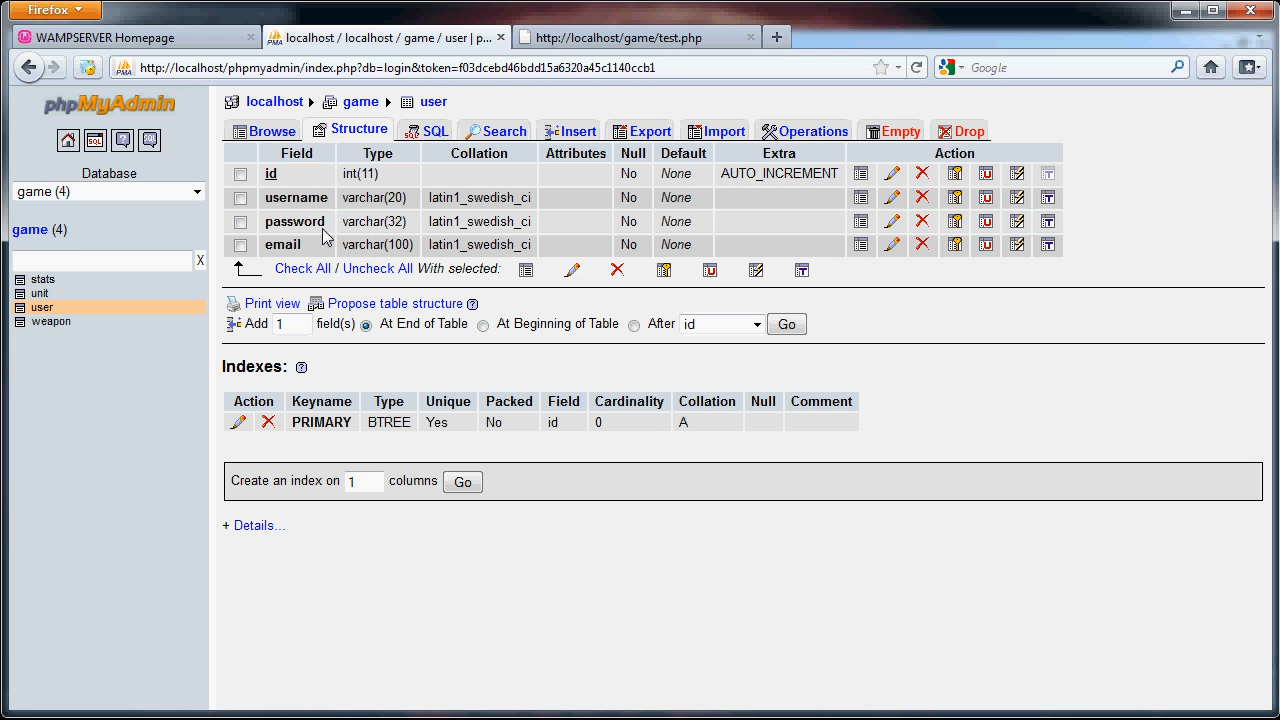 Firefox
WAMPSERVER Homepage × localhost / localhost / game / user | p... × http://localhost/game/test.php × +
http://localhost/phpmyadmin/index.php?db=login&token=f03dcebd46bdd15a6320a45c1140ccb1 Google
phpMyAdmin
localhost game user
Browse Structure SQL Search Insert Export Import Operations Empty Drop
Database
game (4)
game (4)
X
stats
unit
user
weapon
Field Type Collation Attributes Null Default Extra Action
id int(11) No None AUTO_INCREMENT
username varchar(20) latin1_swedish_ci No None
password varchar(32) latin1_swedish_ci No None
email varchar(100) latin1_swedish_ci No None
Check All / Uncheck All With selected:
Print view Propose table structure
Add 1 field(s) At End of Table At Beginning of Table After id Go
Indexes:
Action Keyname Type Unique Packed Field Cardinality Collation Null Comment
PRIMARY BTREE Yes No id 0 A
Create an index on 1 columns Go
+ Details...